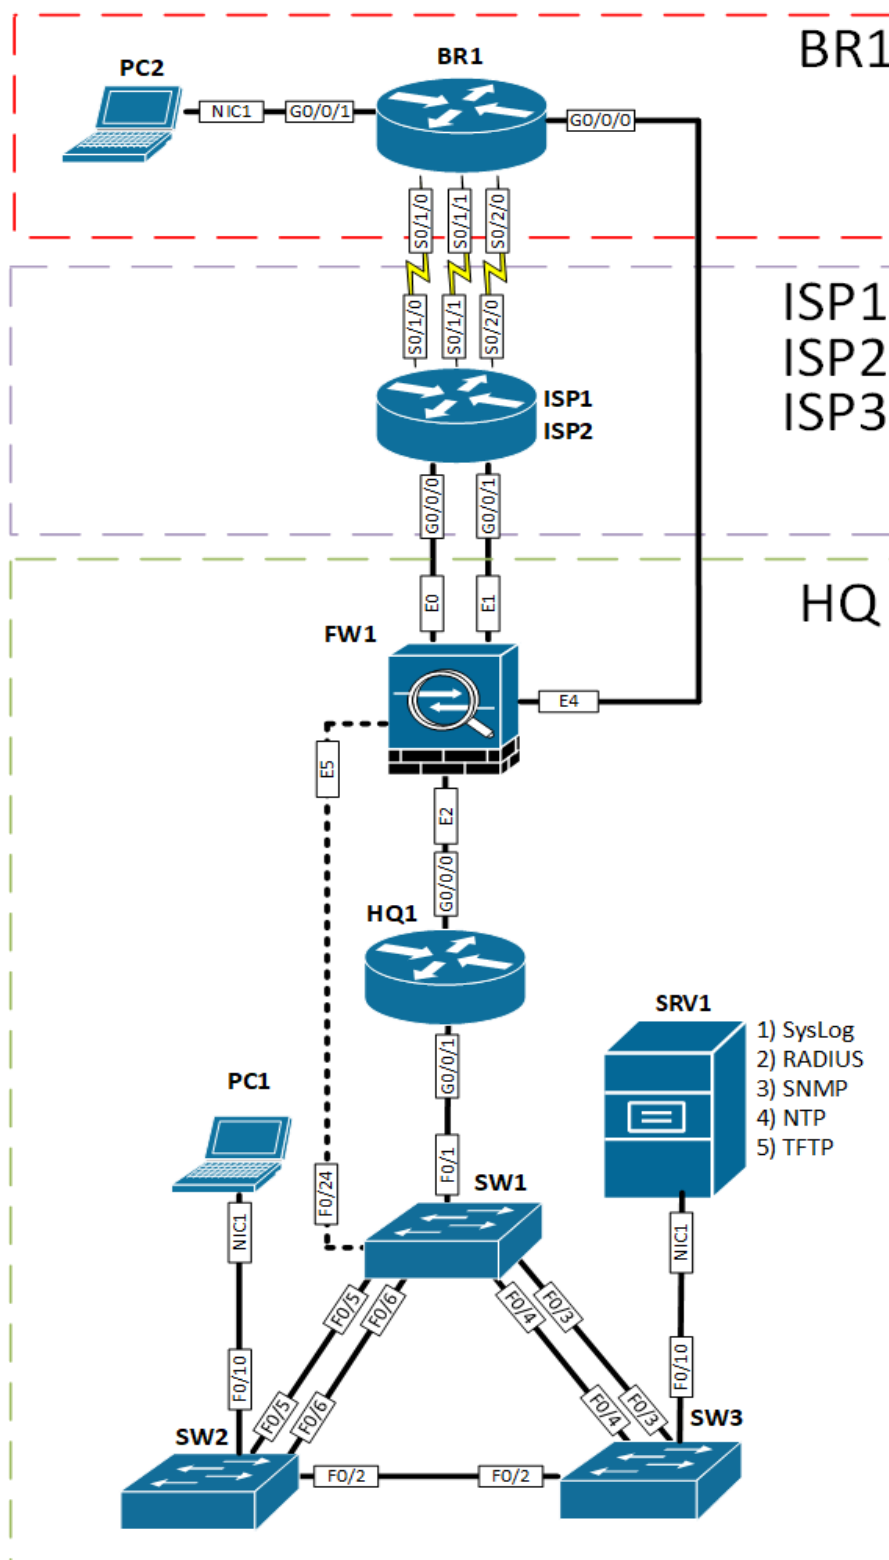 BR1
BR1
PC2
NIC1
G0/0/1
G0/0/0
S0/1/0
S0/1/1
S0/2/0
ISP1
ISP2
ISP3
S0/1/0
S0/1/1
S0/2/0
ISP1
ISP2
G0/0/0
G0/0/1
HQ
E0
E1
FW1
E4
E5
E2
G0/0/0
HQ1
SRV1
1) SysLog
2) RADIUS
3) SNMP
4) NTP
5) TFTP
G0/0/1
PC1
F0/1
F0/24
SW1
NIC1
NIC1
F0/5
F0/6
F0/4
F0/3
F0/10
F0/10
F0/5
F0/6
F0/4
F0/3
SW2
SW3
F0/2
F0/2